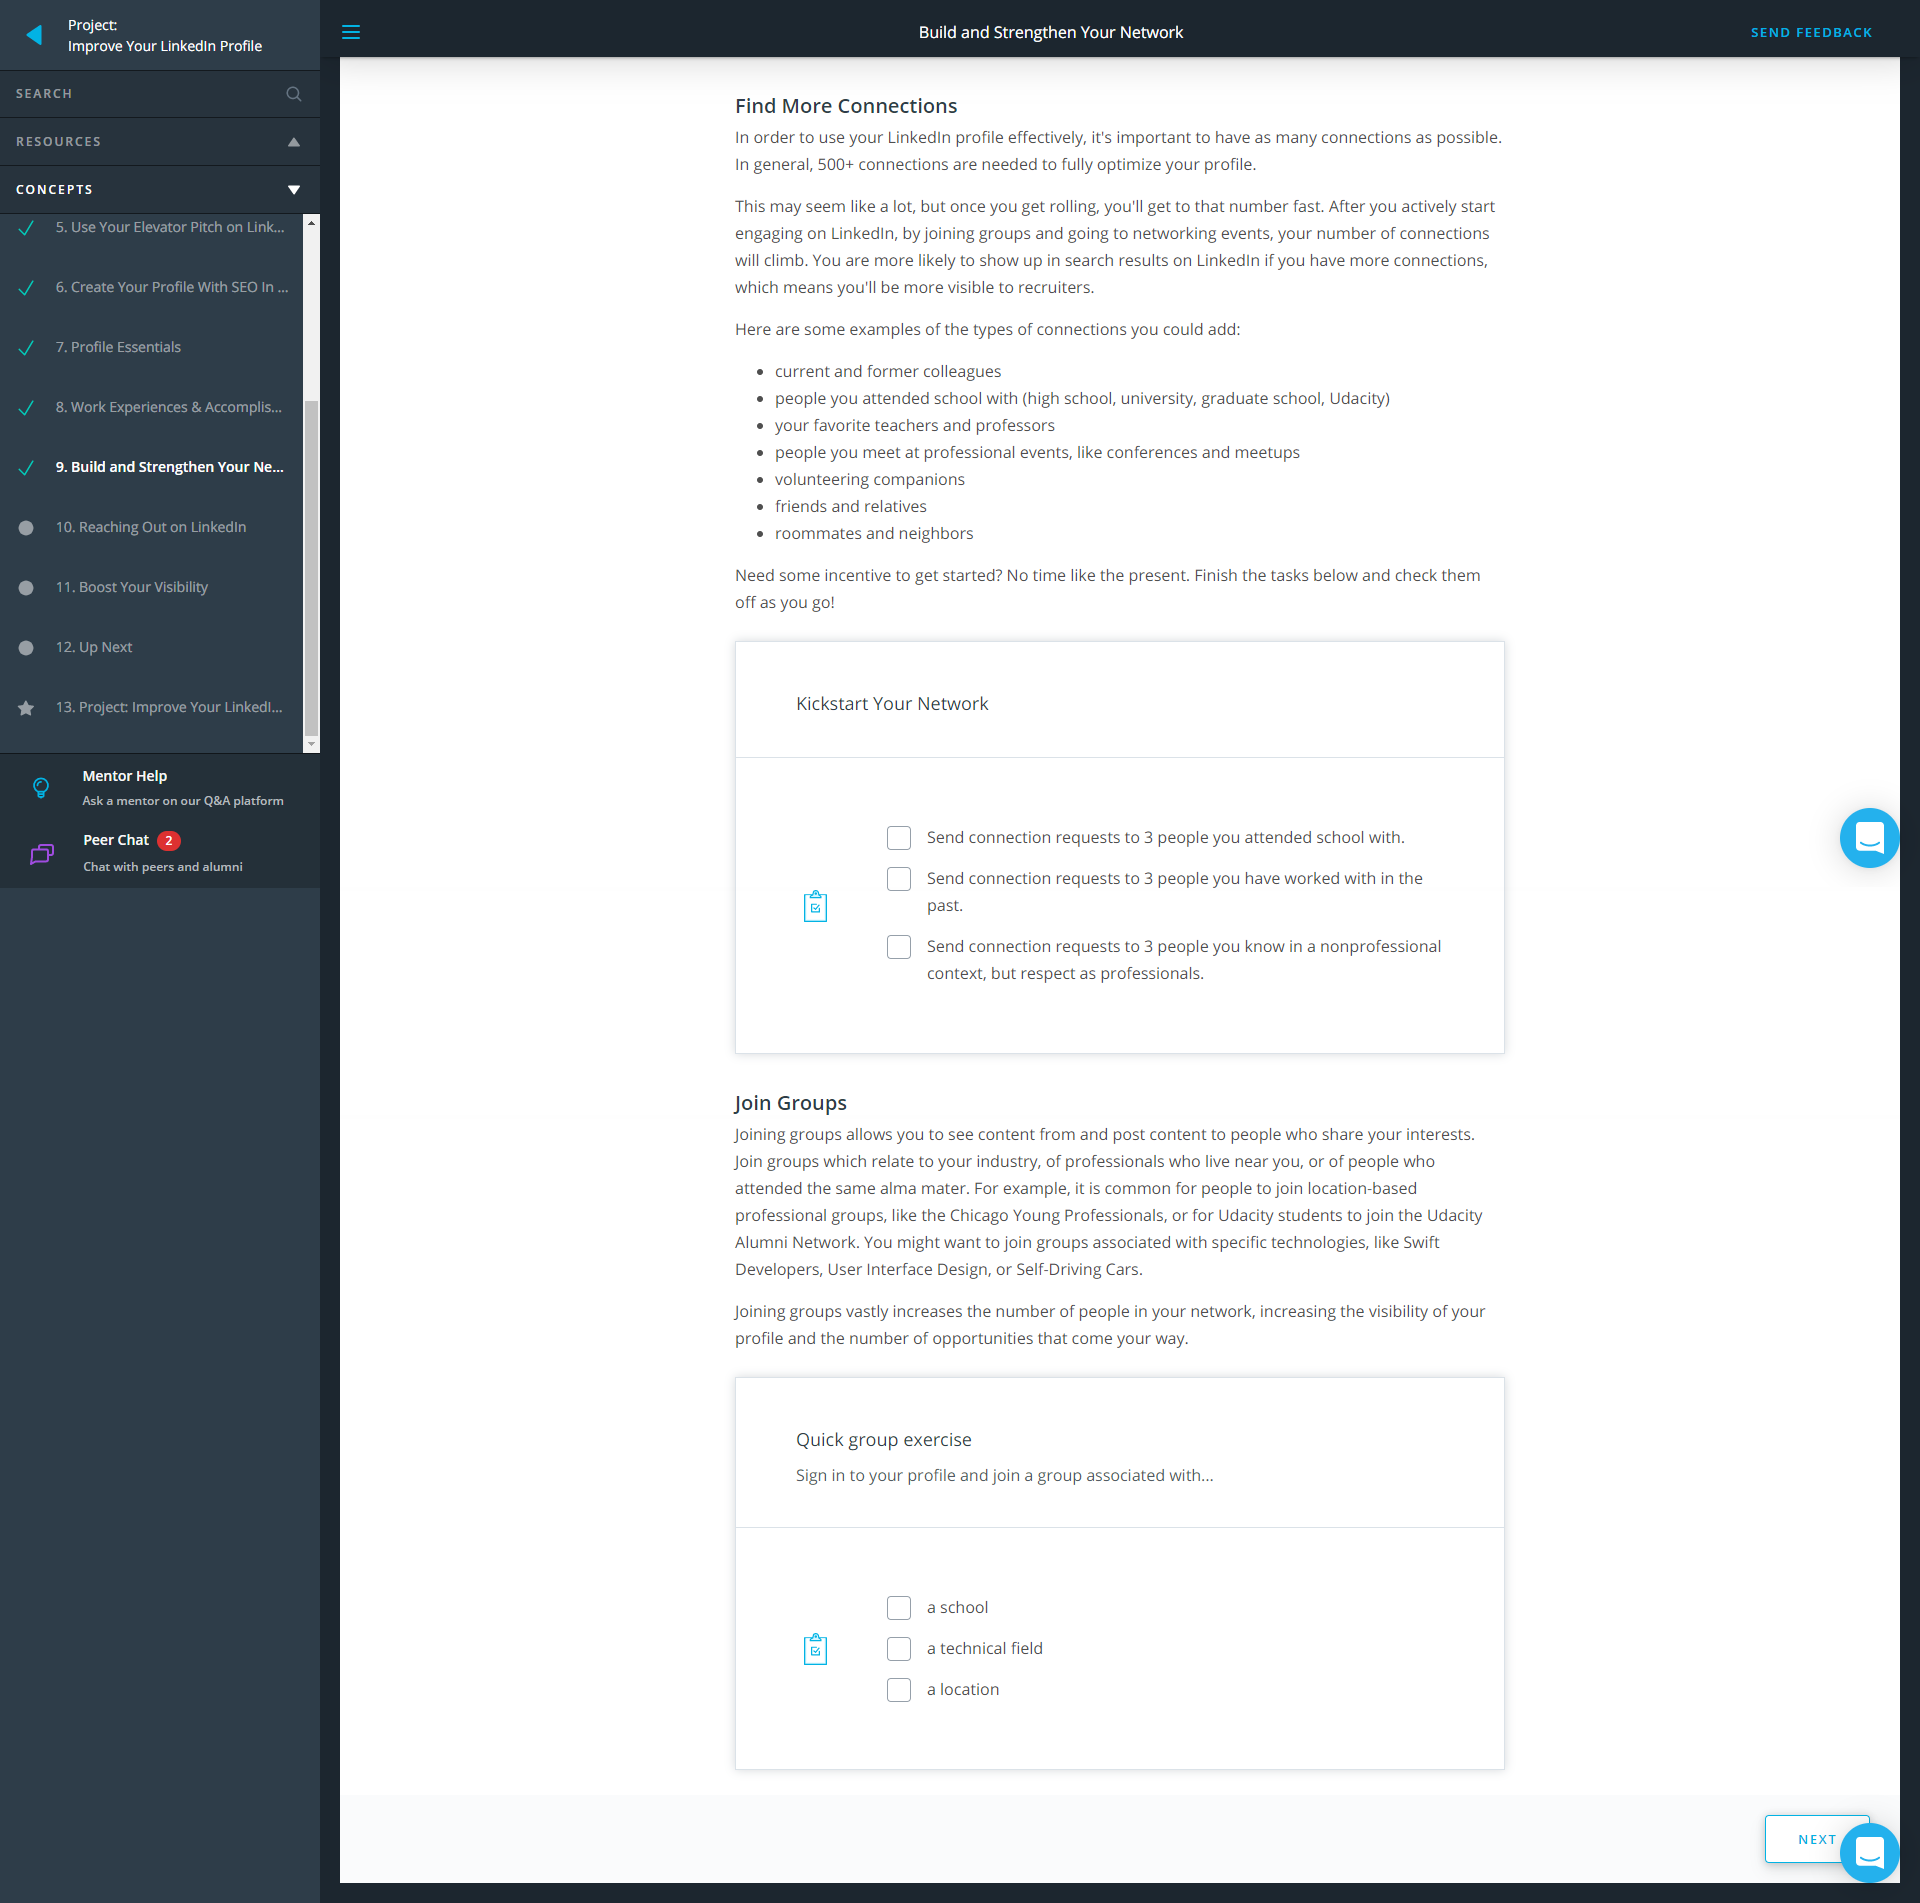 Project:
Improve Your LinkedIn Profile
SEARCH
RESOURCES
CONCEPTS
5. Use Your Elevator Pitch on Link...
6. Create Your Profile With SEO In ...
7. Profile Essentials
8. Work Experiences & Accomplis...
9. Build and Strengthen Your Ne...
10. Reaching Out on LinkedIn
11. Boost Your Visibility
12. Up Next
13. Project: Improve Your LinkedI...
Mentor Help
Ask a mentor on our Q&A platform
Peer Chat 2
Chat with peers and alumni
Build and Strengthen Your Network
SEND FEEDBACK
Find More Connections
In order to use your LinkedIn profile effectively, it's important to have as many connections as possible.
In general, 500+ connections are needed to fully optimize your profile.
This may seem like a lot, but once you get rolling, you'll get to that number fast. After you actively start
engaging on LinkedIn, by joining groups and going to networking events, your number of connections
will climb. You are more likely to show up in search results on LinkedIn if you have more connections,
which means you'll be more visible to recruiters.
Here are some examples of the types of connections you could add:
current and former colleagues
people you attended school with (high school, university, graduate school, Udacity)
your favorite teachers and professors
people you meet at professional events, like conferences and meetups
volunteering companions
friends and relatives
roommates and neighbors
Need some incentive to get started? No time like the present. Finish the tasks below and check them
off as you go!
Kickstart Your Network
Send connection requests to 3 people you attended school with.
Send connection requests to 3 people you have worked with in the
past.
Send connection requests to 3 people you know in a nonprofessional
context, but respect as professionals.
Join Groups
Joining groups allows you to see content from and post content to people who share your interests.
Join groups which relate to your industry, of professionals who live near you, or of people who
attended the same alma mater. For example, it is common for people to join location-based
professional groups, like the Chicago Young Professionals, or for Udacity students to join the Udacity
Alumni Network. You might want to join groups associated with specific technologies, like Swift
Developers, User Interface Design, or Self-Driving Cars.
Joining groups vastly increases the number of people in your network, increasing the visibility of your
profile and the number of opportunities that come your way.
Quick group exercise
Sign in to your profile and join a group associated with...
a school
a technical field
a location
NEXT